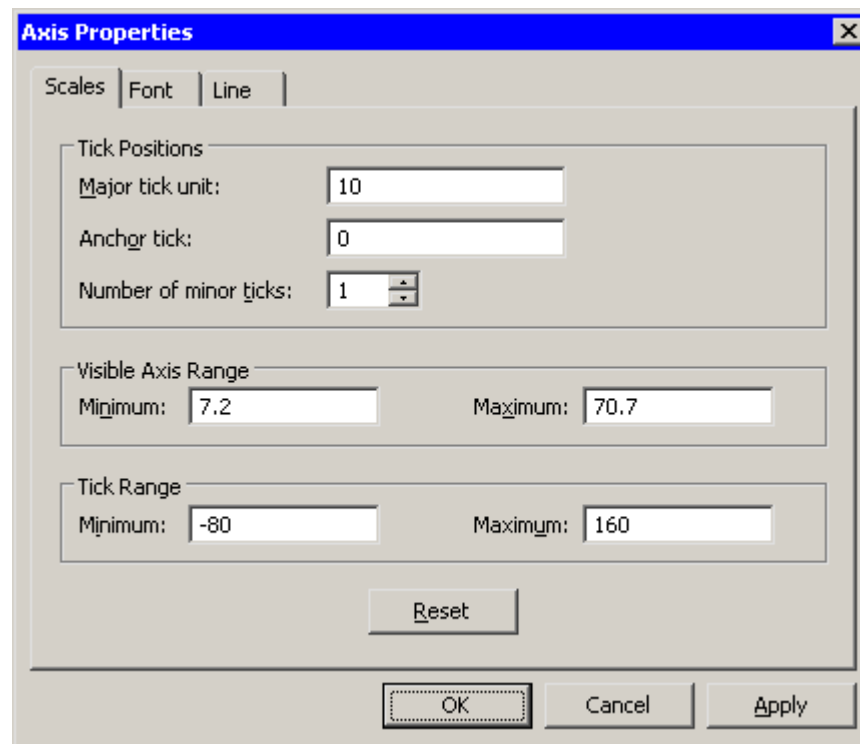 Axis Properties
Scales Font Line
Tick Positions
Major tick unit: 10
Anchor tick: 0
Number of minor ticks: 1
Visible Axis Range
Minimum: 7.2 Maximum: 70.7
Tick Range
Minimum: -80 Maximum: 160
Reset
OK Cancel Apply